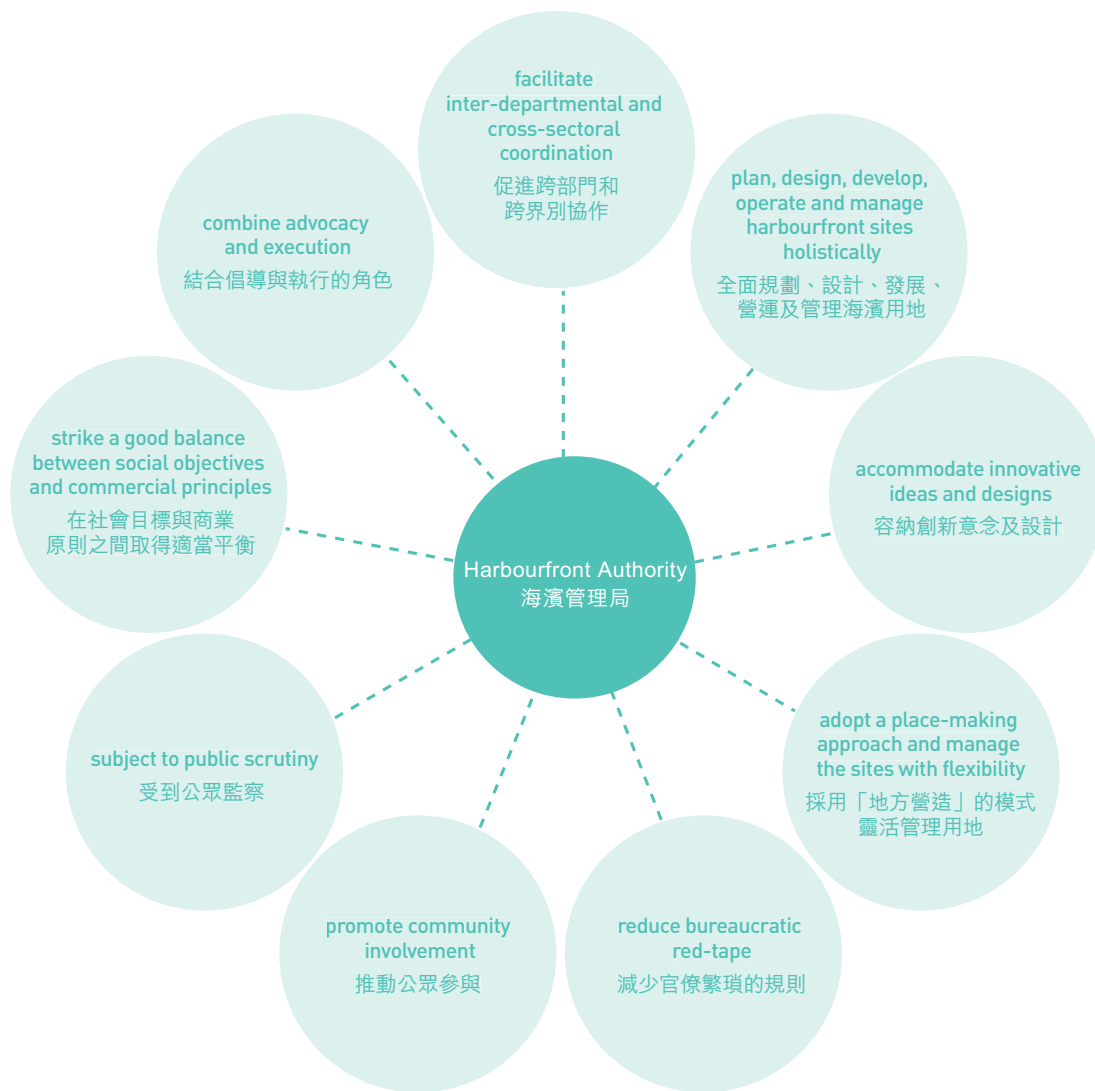 facilitate
inter-departmental and
cross-sectoral
coordination
促進跨部門和
跨界別協作
plan, design, develop,
operate and manage
harbourfront sites
holistically
全面規劃、設計、發展、
營運及管理海濱用地
accommodate innovative
ideas and designs
容納創新意念及設計
adopt a place-making
approach and manage
the sites with flexibility
採用「地方營造」的模式
靈活管理用地
reduce bureaucratic
red-tape
減少官僚繁瑣的規則
promote community
involvement
推動公眾參與
subject to public scrutiny
受到公眾監察
strike a good balance
between social objectives
and commercial principles
在社會目標與商業
原則之間取得適當平衡
combine advocacy
and execution
結合倡導與執行的角色
Harbourfront Authority
海濱管理局